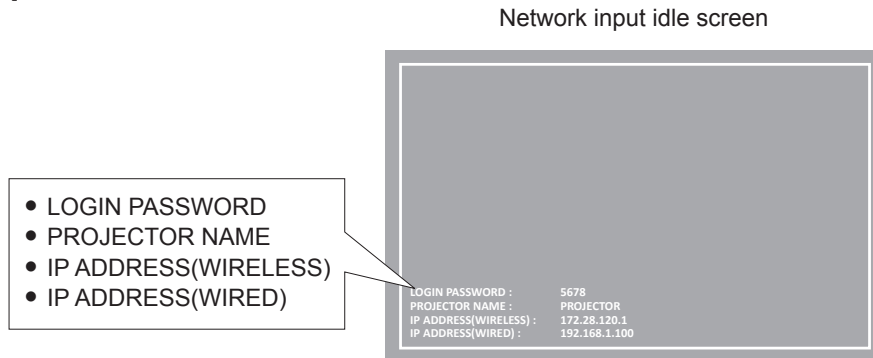 Network input idle screen
• LOGIN PASSWORD
• PROJECTOR NAME
• IP ADDRESS(WIRELESS)
• IP ADDRESS(WIRED)
LOGIN PASSWORD : 5678
PROJECTOR NAME : PROJECTOR
IP ADDRESS(WIRELESS) : 172.28.120.1
IP ADDRESS(WIRED) : 192.168.1.100